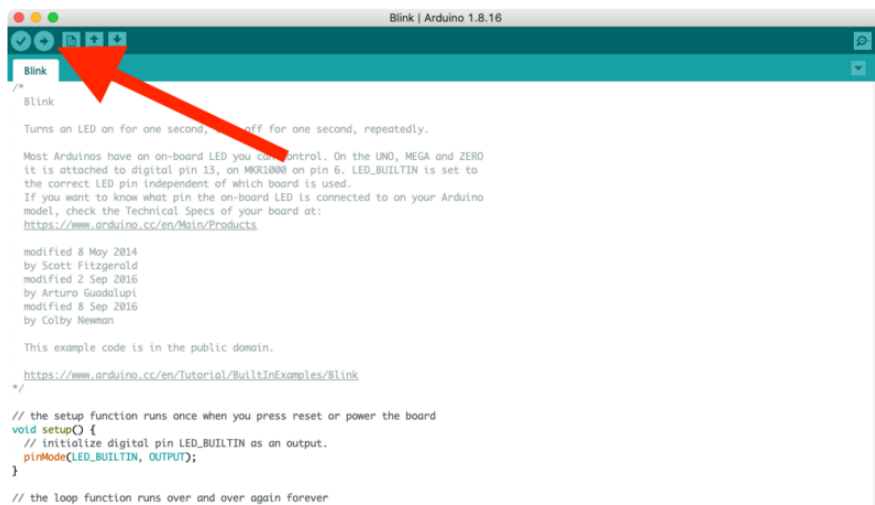 Blink | Arduino 1.8.16
Blink
/*
Blink
Turns an LED on for one second, off for one second, repeatedly.
Most Arduinos have an on-board LED you can control. On the UNO, MEGA and ZERO
it is attached to digital pin 13, on MKR1000 on pin 6. LED_BUILTIN is set to
the correct LED pin independent of which board is used.
If you want to know what pin the on-board LED is connected to on your Arduino
model, check the Technical Specs of your board at:
https://www.arduino.cc/en/Main/Products
modified 8 May 2014
by Scott Fitzgerald
modified 2 Sep 2016
by Arturo Guadalupi
modified 8 Sep 2016
by Colby Newman
This example code is in the public domain.
https://www.arduino.cc/en/Tutorial/BuiltInExamples/Blink
*/
// the setup function runs once when you press reset or power the board
void setup() {
// initialize digital pin LED_BUILTIN as an output.
pinMode(LED_BUILTIN, OUTPUT);
}
// the loop function runs over and over again forever